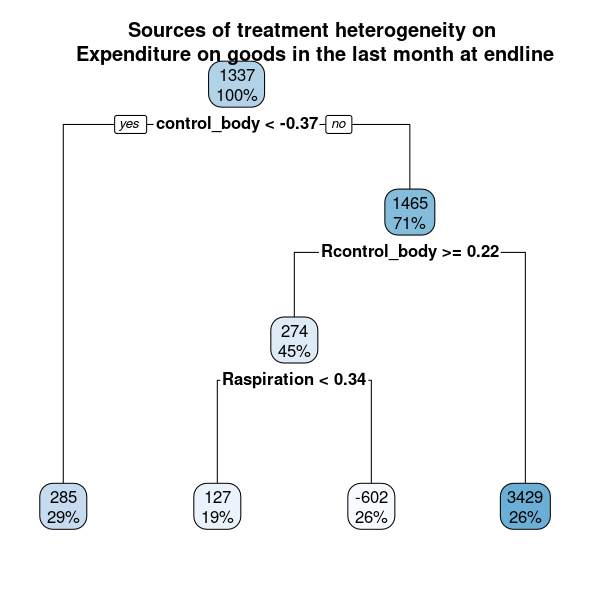 Sources of treatment heterogeneity on
Expenditure on goods in the last month at endline
1337
100%
yes control_body < -0.37 no
1465
71%
Rcontrol_body >= 0.22
274
45%
Raspiration < 0.34
285 127 -602 3429
29% 19% 26% 26%